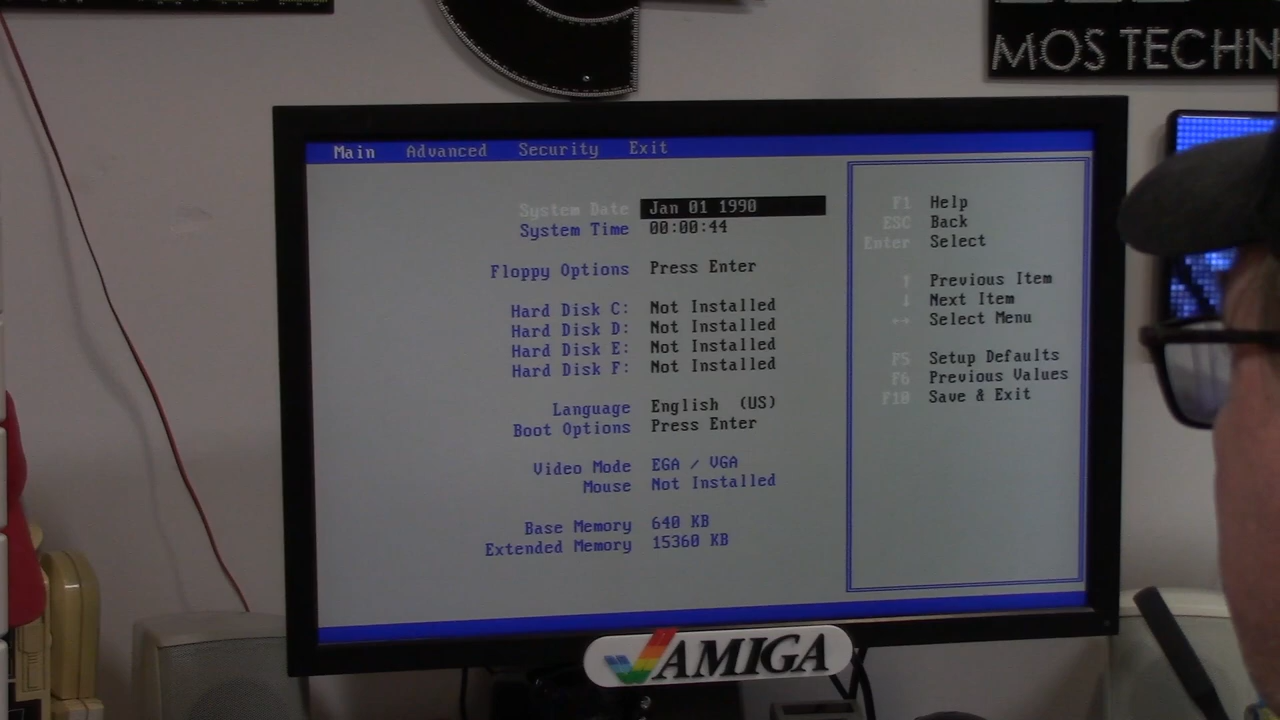 MOS TECHN
Main Advanced Security Exit
System Date Jan 01 1990
System Time 00:00:44
Floppy Options Press Enter
Hard Disk C: Not Installed
Hard Disk D: Not Installed
Hard Disk E: Not Installed
Hard Disk F: Not Installed
Language English (US)
Boot Options Press Enter
Video Mode EGA / VGA
Mouse Not Installed
Base Memory 640 KB
Extended Memory 15360 KB
F1 Help
ESC Back
Enter Select
↑ Previous Item
↓ Next Item
↔ Select Menu
F5 Setup Defaults
F6 Previous Values
F10 Save & Exit
AMIGA